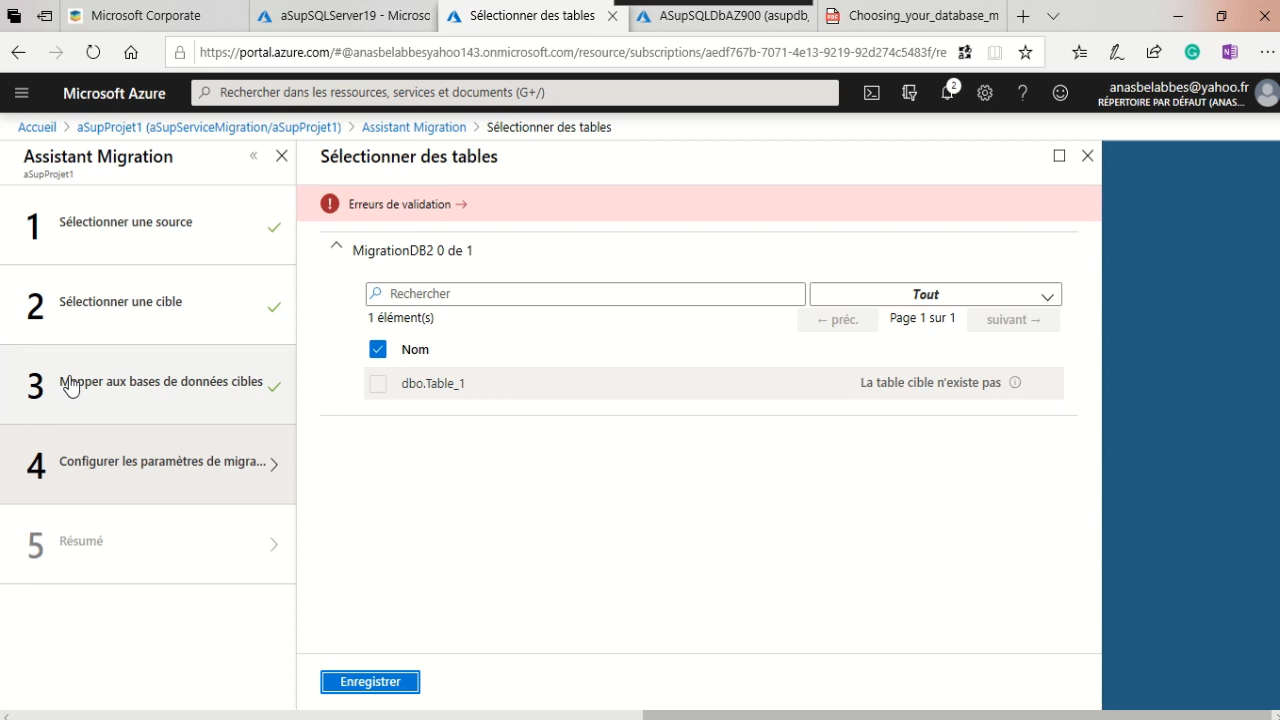 Microsoft Corporate
aSupSQLServer19 - Microso
Sélectionner des tables
ASupSQLDbAZ900 (asupdb,
Choosing_your_database_m
https://portal.azure.com/#@anasbelabbesyahoo143.onmicrosoft.com/resource/subscriptions/aedf767b-7071-4e13-9219-92d274c5483f/re
Microsoft Azure
Rechercher dans les ressources, services et documents (G+/)
2
anasbelabbes@yahoo.fr
RÉPERTOIRE PAR DÉFAUT (ANAS...
Accueil > aSupProjet1 (aSupServiceMigration/aSupProjet1) > Assistant Migration > Sélectionner des tables
Assistant Migration
aSupProjet1
1 Sélectionner une source
2 Sélectionner une cible
3 Mapper aux bases de données cibles
4 Configurer les paramètres de migra...
5 Résumé
Sélectionner des tables
Erreurs de validation →
MigrationDB2 0 de 1
Rechercher
Tout
1 élément(s)
← préc.
Page 1 sur 1
suivant →
Nom
dbo.Table_1
La table cible n'existe pas
Enregistrer